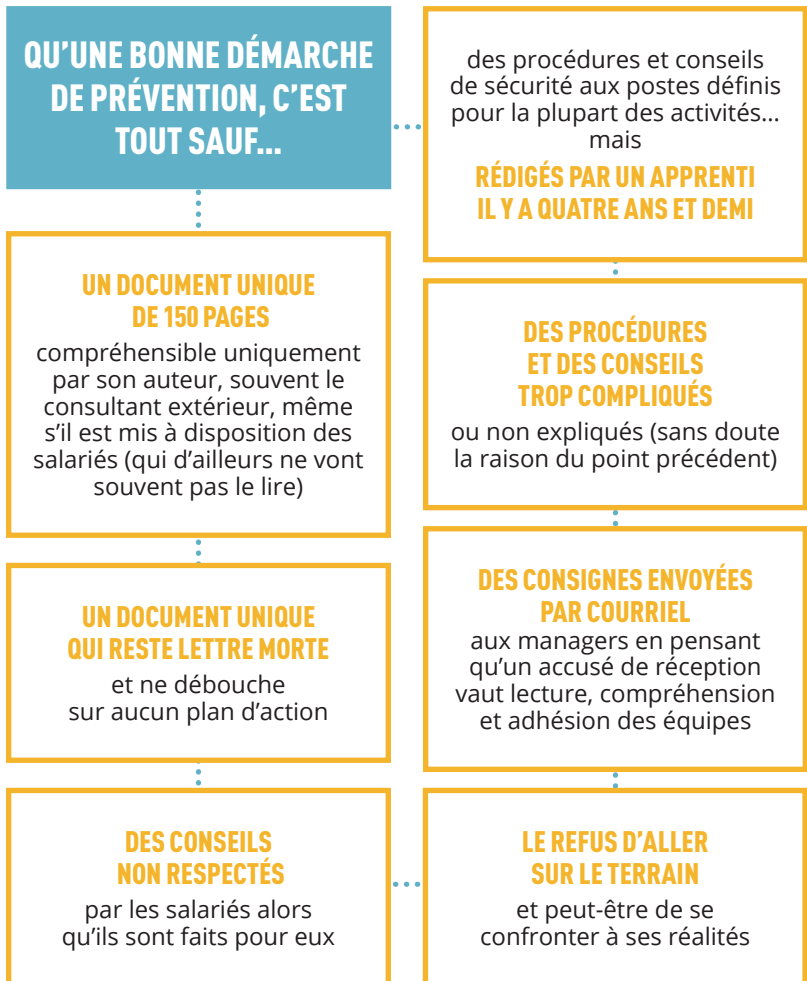 QU'UNE BONNE DÉMARCHE
DE PRÉVENTION, C'EST
TOUT SAUF...
des procédures et conseils
de sécurité aux postes définis
pour la plupart des activités...
mais
RÉDIGÉS PAR UN APPRENTI
IL Y A QUATRE ANS ET DEMI
UN DOCUMENT UNIQUE
DE 150 PAGES
compréhensible uniquement
par son auteur, souvent le
consultant extérieur, même
s'il est mis à disposition des
salariés (qui d'ailleurs ne vont
souvent pas le lire)
DES PROCÉDURES
ET DES CONSEILS
TROP COMPLIQUÉS
ou non expliqués (sans doute
la raison du point précédent)
UN DOCUMENT UNIQUE
QUI RESTE LETTRE MORTE
et ne débouche
sur aucun plan d'action
DES CONSIGNES ENVOYÉES
PAR COURRIEL
aux managers en pensant
qu'un accusé de réception
vaut lecture, compréhension
et adhésion des équipes
DES CONSEILS
NON RESPECTÉS
par les salariés alors
qu'ils sont faits pour eux
LE REFUS D'ALLER
SUR LE TERRAIN
et peut-être de se
confronter à ses réalités